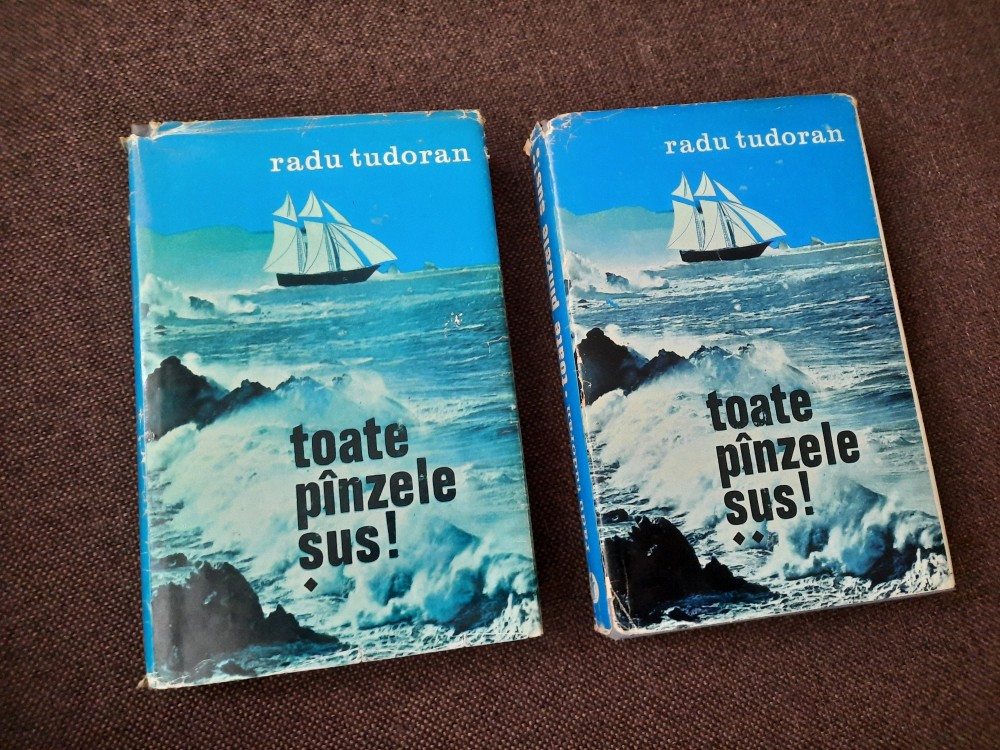 radu tudoran
toate
pînzele
sus!
radu tudoran
toate
pînzele
sus!